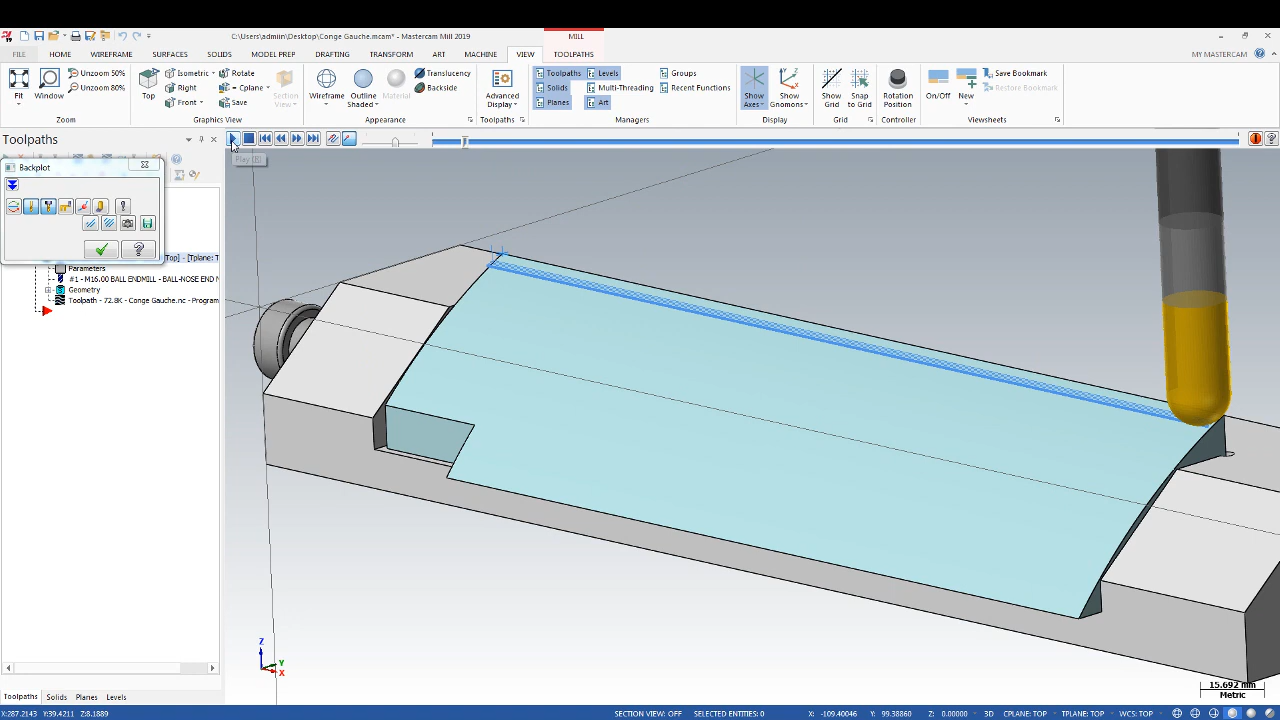 C:\Users\admiin\Desktop\Conge Gauche.mcam* - Mastercam Mill 2019
MILL
FILE HOME WIREFRAME SURFACES SOLIDS MODEL PREP DRAFTING TRANSFORM ART MACHINE VIEW TOOLPATHS MY MASTERCAM
Fit
Window
Unzoom 50%
Unzoom 80%
Zoom
Top
Isometric
Right
Front
Rotate
= Cplane
Save
Section View
Graphics View
Wireframe
Outline Shaded
Material
Translucency
Backside
Appearance
Advanced Display
Toolpaths
Toolpaths
Solids
Planes
Levels
Multi-Threading
Art
Groups
Recent Functions
Managers
Show Axes
Show Gnomons
Display
Show Grid
Snap to Grid
Grid
Rotation Position
Controller
On/Off
New
Save Bookmark
Restore Bookmark
Viewsheets
Toolpaths
Backplot
Top] - [Tplane: T
Parameters
#1 - M16.00 BALL ENDMILL - BALL-NOSE END M
Geometry
Toolpath - 72.8K - Conge Gauche.nc - Program
Z
Y
X
15.692 mm
Metric
Toolpaths Solids Planes Levels
X:287.2143 Y:39.4211 Z:8.1889 SECTION VIEW: OFF SELECTED ENTITIES: 0 X: -109.40046 Y: 99.38860 Z: 0.00000 3D CPLANE: TOP TPLANE: TOP WCS: TOP